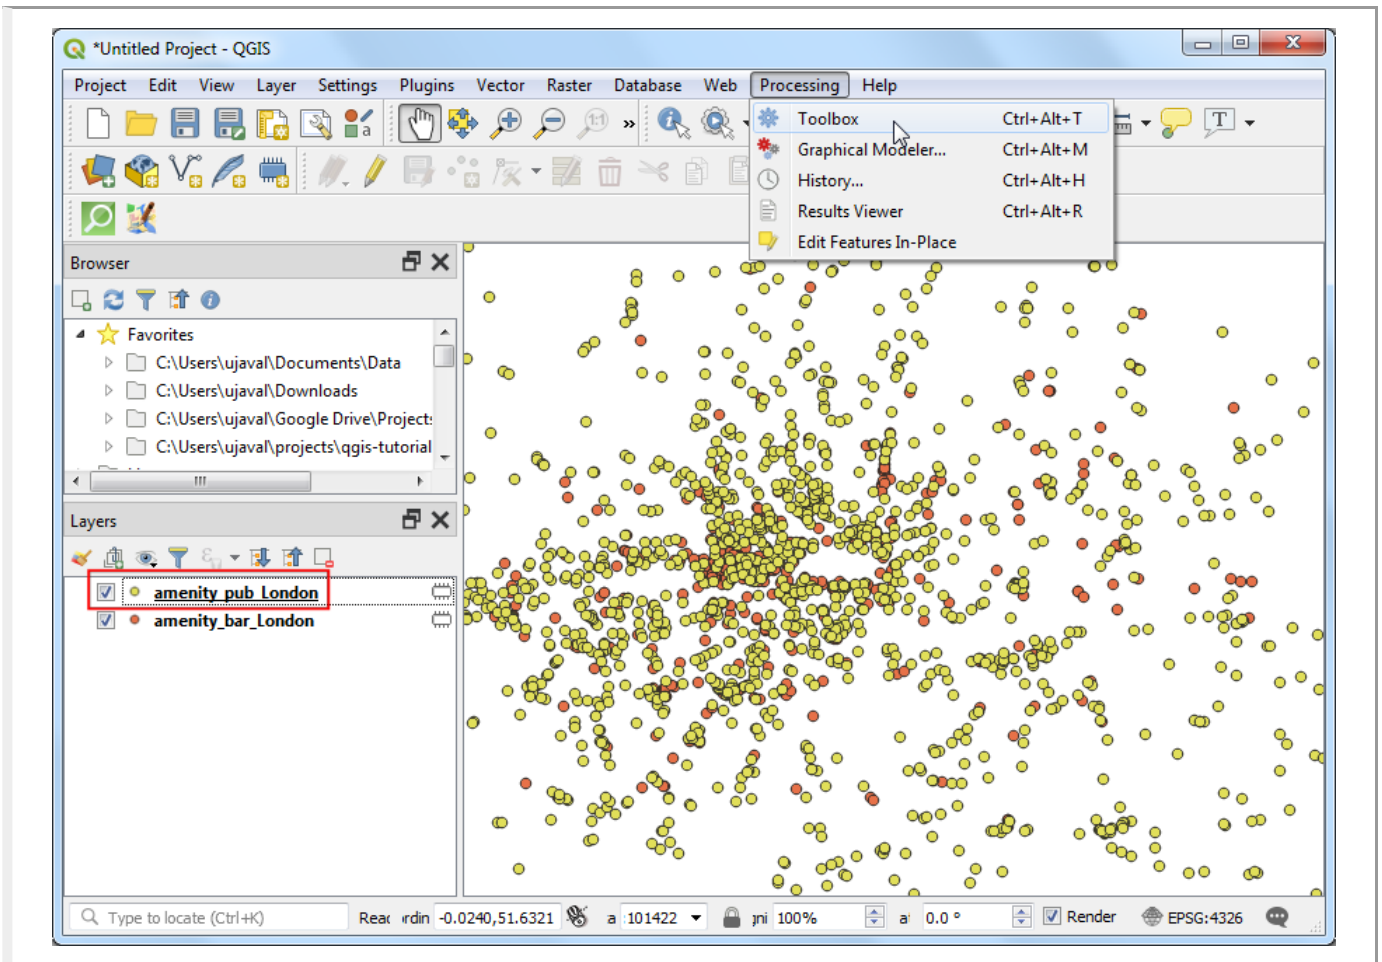 *Untitled Project - QGIS
Project Edit View Layer Settings Plugins Vector Raster Database Web Processing Help
Toolbox Ctrl+Alt+T
Graphical Modeler... Ctrl+Alt+M
History... Ctrl+Alt+H
Results Viewer Ctrl+Alt+R
Edit Features In-Place
Browser
Favorites
C:\Users\ujaval\Documents\Data
C:\Users\ujaval\Downloads
C:\Users\ujaval\Google Drive\Project
C:\Users\ujaval\projects\qgis-tutorial
Layers
amenity_pub_London
amenity_bar_London
Type to locate (Ctrl+K) Rea rdin -0.0240,51.6321 a 101422 gni 100% a 0.0 ° Render EPSG:4326